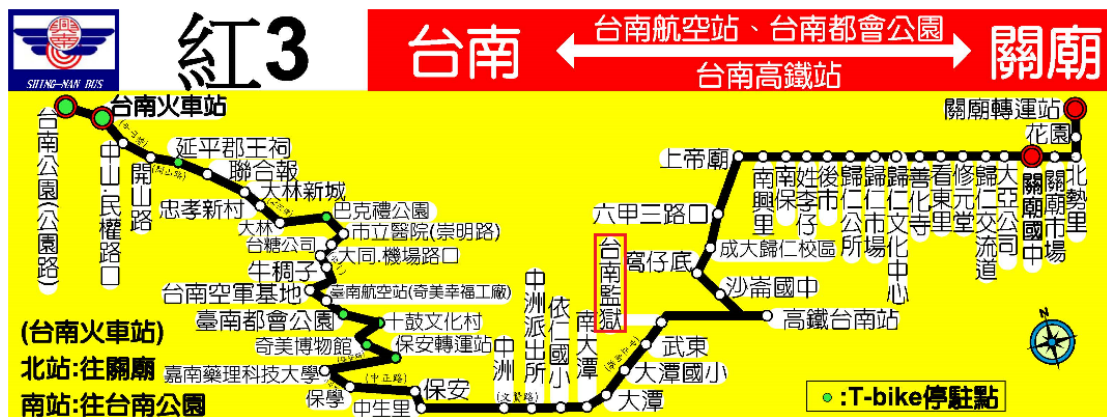 SHING-NAN BUS
紅3
台南
台南航空站、台南都會公園
台南高鐵站
關廟
台南公園(公園路)
台南火車站
中山.民權路口
開山路
延平郡王祠
聯合報
忠孝新村
大林新城
大林
巴克禮公園
市立醫院(崇明路)
台糖公司
大同.機場路口
牛稠子
台南空軍基地
臺南航空站(奇美幸福工廠)
臺南都會公園
十鼓文化村
奇美博物館
保安轉運站
嘉南藥理科技大學
保學
(中正路)
中生里
保安
中洲
(文賢路)
中洲派出所
依仁國小
南大潭
大潭
大潭國小
武東
台南監獄
高鐵台南站
沙崙國中
窩仔底
成大歸仁校區
六甲三路口
上帝廟
南興里
南保
姓李仔
後市
歸仁公所
歸仁市場
歸仁文化中心
善化寺
看東里
修元堂
歸仁交流道
大亞公司
關廟國中
關廟市場
北勢里
花園
關廟轉運站
(台南火車站)
北站:往關廟
南站:往台南公園
:T-bike停駐點